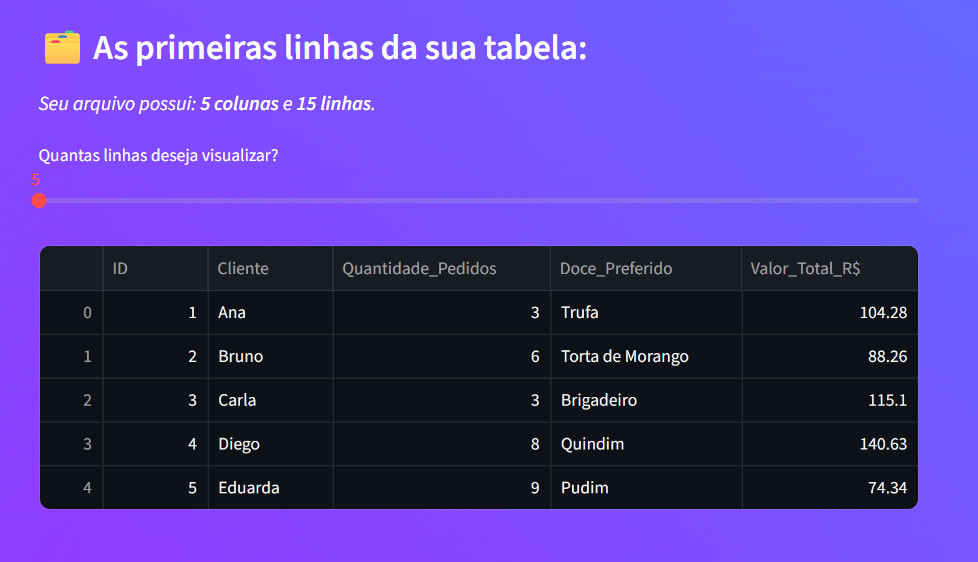 As primeiras linhas da sua tabela:
Seu arquivo possui: 5 colunas e 15 linhas.
Quantas linhas deseja visualizar?
5
ID Cliente Quantidade_Pedidos Doce_Preferido Valor_Total_R$
0 1 Ana 3 Trufa 104.28
1 2 Bruno 6 Torta de Morango 88.26
2 3 Carla 3 Brigadeiro 115.1
3 4 Diego 8 Quindim 140.63
4 5 Eduarda 9 Pudim 74.34